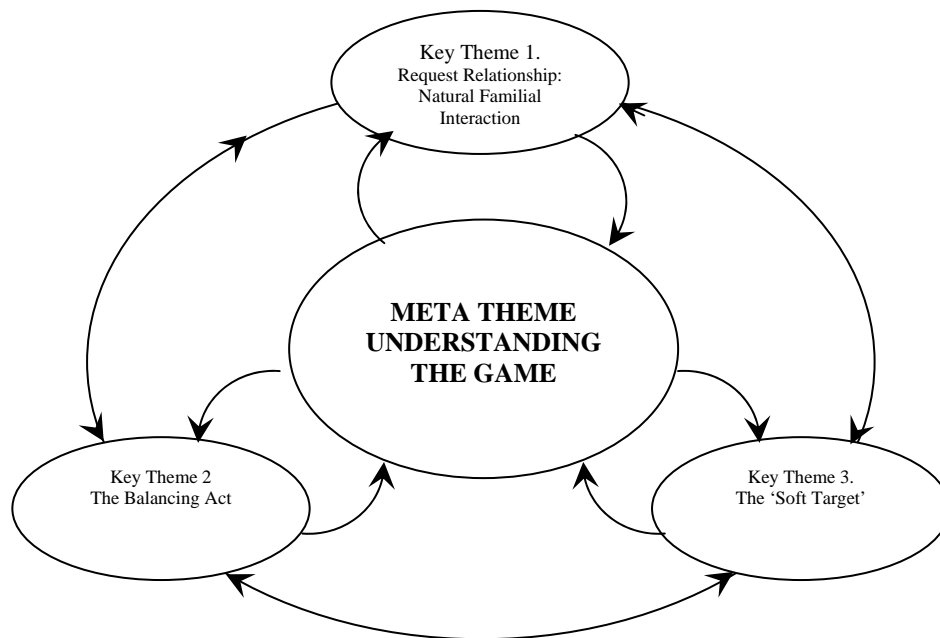 Key Theme 1.
Request Relationship:
Natural Familial
Interaction
META THEME
UNDERSTANDING
THE GAME
Key Theme 2
The Balancing Act
Key Theme 3.
The ‘Soft Target’